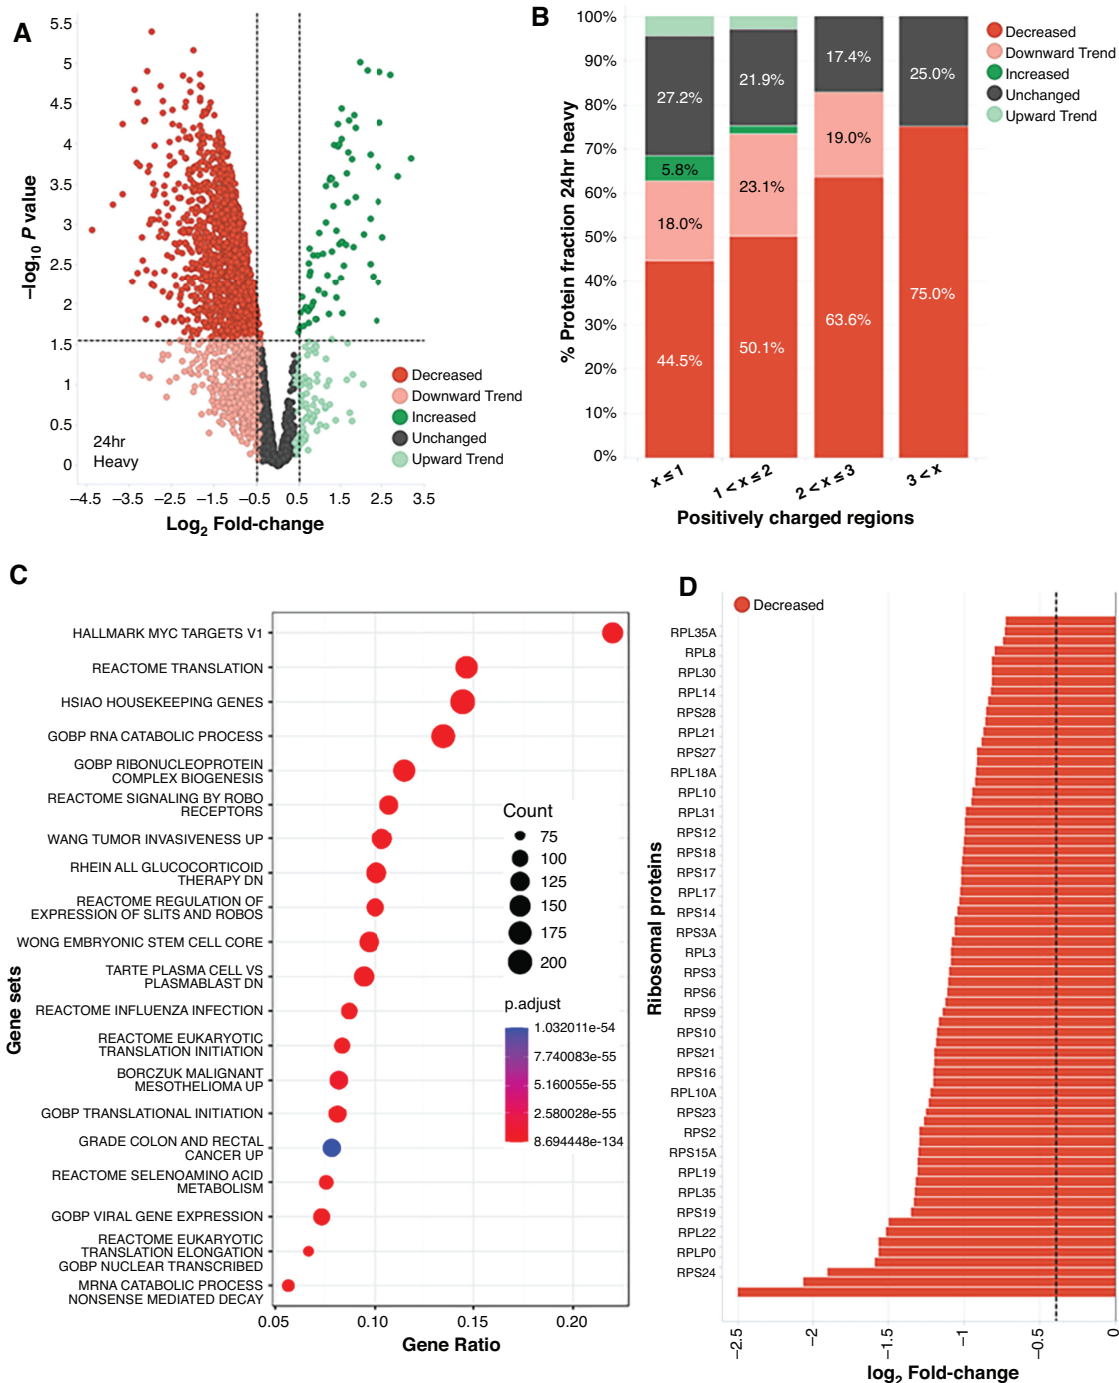 A
5.5
5
4.5
4
3.5
3
2.5
2
1.5
1
0.5
0
−log10 P value
Decreased
Downward Trend
Increased
Unchanged
Upward Trend
24hr
Heavy
−4.5 −3.5 −2.5 −1.5 −0.5 0.5 1.5 2.5 3.5
Log2 Fold-change
B
100%
90%
80%
70%
60%
50%
40%
30%
20%
10%
0%
% Protein fraction 24hr heavy
27.2%
5.8%
18.0%
44.5%
21.9%
23.1%
50.1%
17.4%
19.0%
63.6%
25.0%
75.0%
x ≤ 1
1 < x ≤ 2
2 < x ≤ 3
3 < x
Positively charged regions
Decreased
Downward Trend
Increased
Unchanged
Upward Trend
C
Gene sets
HALLMARK MYC TARGETS V1
REACTOME TRANSLATION
HSIAO HOUSEKEEPING GENES
GOBP RNA CATABOLIC PROCESS
GOBP RIBONUCLEOPROTEIN
COMPLEX BIOGENESIS
REACTOME SIGNALING BY ROBO
RECEPTORS
WANG TUMOR INVASIVENESS UP
RHEIN ALL GLUCOCORTICOID
THERAPY DN
REACTOME REGULATION OF
EXPRESSION OF SLITS AND ROBOS
WONG EMBRYONIC STEM CELL CORE
TARTE PLASMA CELL VS
PLASMABLAST DN
REACTOME INFLUENZA INFECTION
REACTOME EUKARYOTIC
TRANSLATION INITIATION
BORCZUK MALIGNANT
MESOTHELIOMA UP
GOBP TRANSLATIONAL INITIATION
GRADE COLON AND RECTAL
CANCER UP
REACTOME SELENOAMINO ACID
METABOLISM
GOBP VIRAL GENE EXPRESSION
REACTOME EUKARYOTIC
TRANSLATION ELONGATION
GOBP NUCLEAR TRANSCRIBED
MRNA CATABOLIC PROCESS
NONSENSE MEDIATED DECAY
0.05 0.10 0.15 0.20
Gene Ratio
Count
75
100
125
150
175
200
p.adjust
1.032011e-54
7.740083e-55
5.160055e-55
2.580028e-55
8.694448e-134
D
Decreased
Ribosomal proteins
RPL35A
RPL8
RPL30
RPL14
RPS28
RPL21
RPS27
RPL18A
RPL10
RPL31
RPS12
RPS18
RPS17
RPL17
RPS14
RPS3A
RPL3
RPS3
RPS6
RPS9
RPS10
RPS21
RPS16
RPL10A
RPS23
RPS2
RPS15A
RPL19
RPL35
RPS19
RPL22
RPLP0
RPS24
−2.5 −2 −1.5 −1 −0.5 0
log2 Fold-change